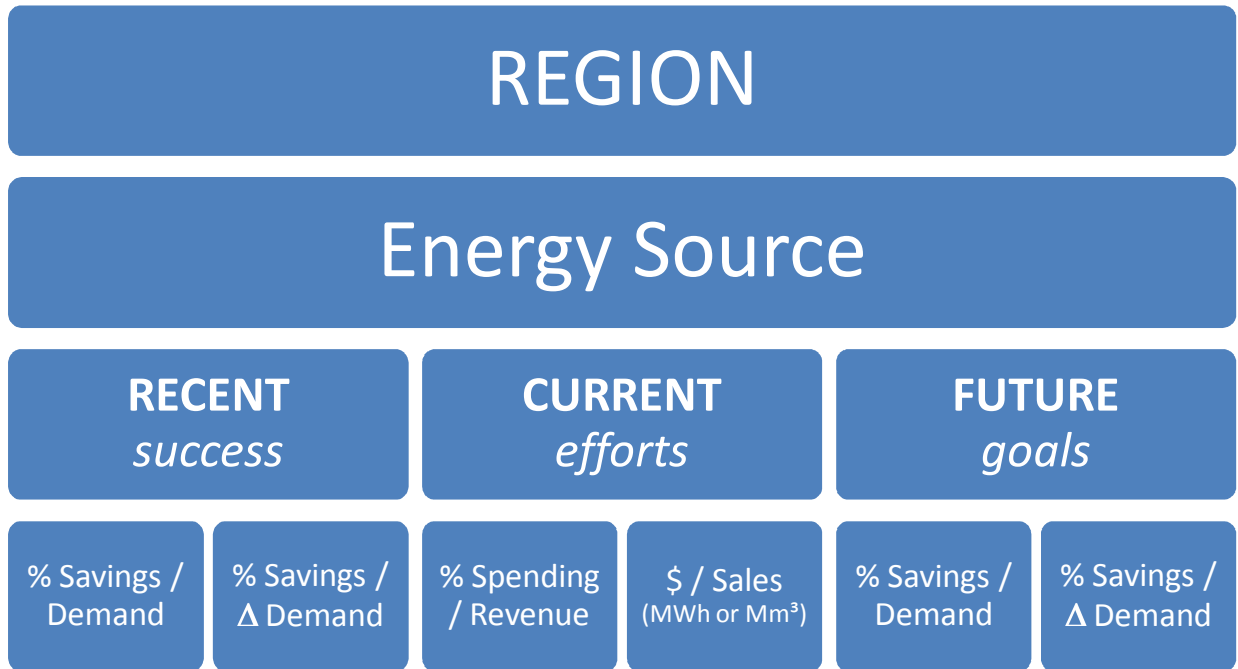 REGION
Energy Source
RECENT
success
CURRENT
efforts
FUTURE
goals
% Savings /
Demand
% Savings /
Δ Demand
% Spending
/ Revenue
$ / Sales
(MWh or Mm³)
% Savings /
Demand
% Savings /
Δ Demand